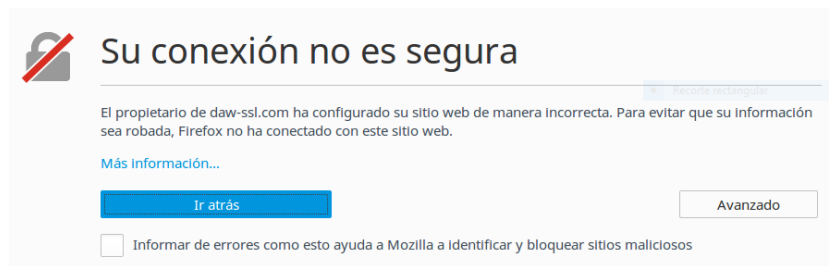 Su conexión no es segura
Recorte rectangular
El propietario de daw-ssl.com ha configurado su sitio web de manera incorrecta. Para evitar que su información
sea robada, Firefox no ha conectado con este sitio web.
Más información...
Ir atrás
Avanzado
Informar de errores como esto ayuda a Mozilla a identificar y bloquear sitios maliciosos